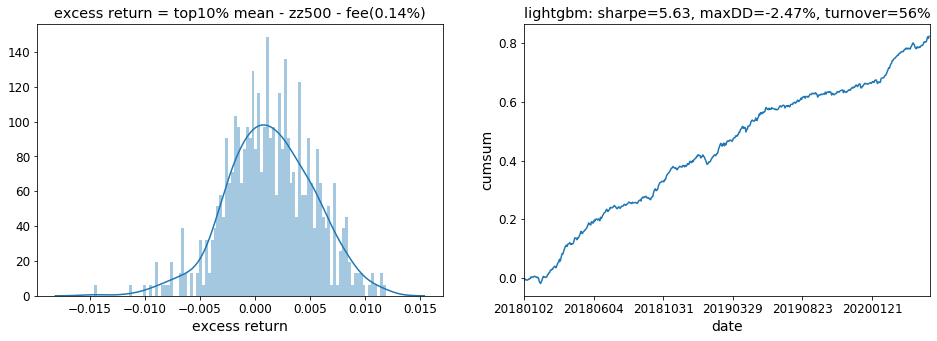 excess return = top10% mean - zz500 - fee(0.14%)
140
120
100
80
60
40
20
0
−0.015 −0.010 −0.005 0.000 0.005 0.010 0.015
excess return
lightgbm: sharpe=5.63, maxDD=-2.47%, turnover=56%
0.8
0.6
0.4
0.2
0.0
cumsum
20180102 20180604 20181031 20190329 20190823 20200121
date